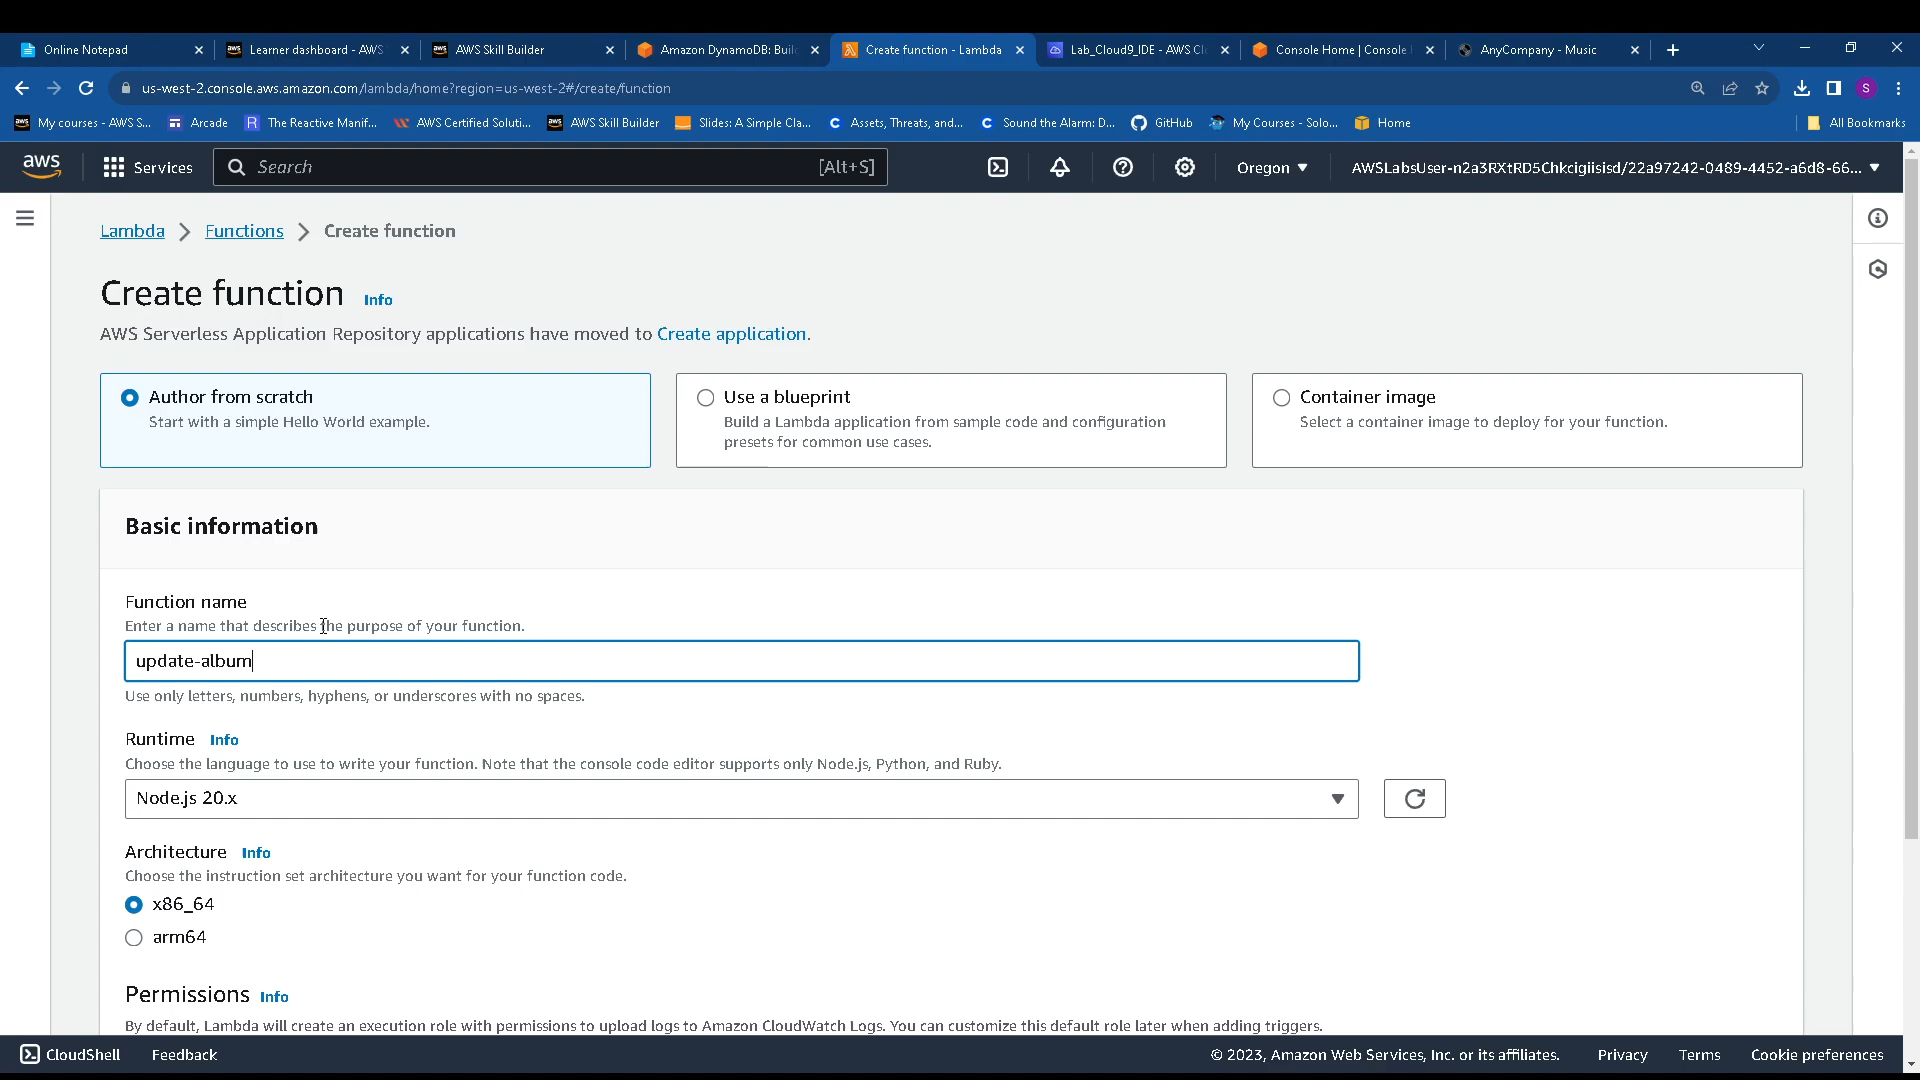 Online Notepad
Learner dashboard - AWS
AWS Skill Builder
Amazon DynamoDB: Buil
Create function - Lambda
Lab_Cloud9_IDE - AWS Cl
Console Home | Console
AnyCompany - Music
us-west-2.console.aws.amazon.com/lambda/home?region=us-west-2#/create/function
S
aws My courses - AWS S...
Arcade
R The Reactive Manif...
AWS Certified Soluti...
aws AWS Skill Builder
Slides: A Simple Cla...
C Assets, Threats, and...
C Sound the Alarm: D...
GitHub
My Courses - Solo...
Home
All Bookmarks
aws
Services
Search
[Alt+S]
Oregon
AWSLabsUser-n2a3RXtRD5Chkcigiisisd/22a97242-0489-4452-a6d8-66...
Lambda > Functions > Create function
Create function Info
AWS Serverless Application Repository applications have moved to Create application.
Author from scratch
Start with a simple Hello World example.
Use a blueprint
Build a Lambda application from sample code and configuration
presets for common use cases.
Container image
Select a container image to deploy for your function.
Basic information
Function name
Enter a name that describes the purpose of your function.
update-album
Use only letters, numbers, hyphens, or underscores with no spaces.
Runtime Info
Choose the language to use to write your function. Note that the console code editor supports only Node.js, Python, and Ruby.
Node.js 20.x
Architecture Info
Choose the instruction set architecture you want for your function code.
x86_64
arm64
Permissions Info
By default, Lambda will create an execution role with permissions to upload logs to Amazon CloudWatch Logs. You can customize this default role later when adding triggers.
CloudShell
Feedback
© 2023, Amazon Web Services, Inc. or its affiliates.
Privacy
Terms
Cookie preferences